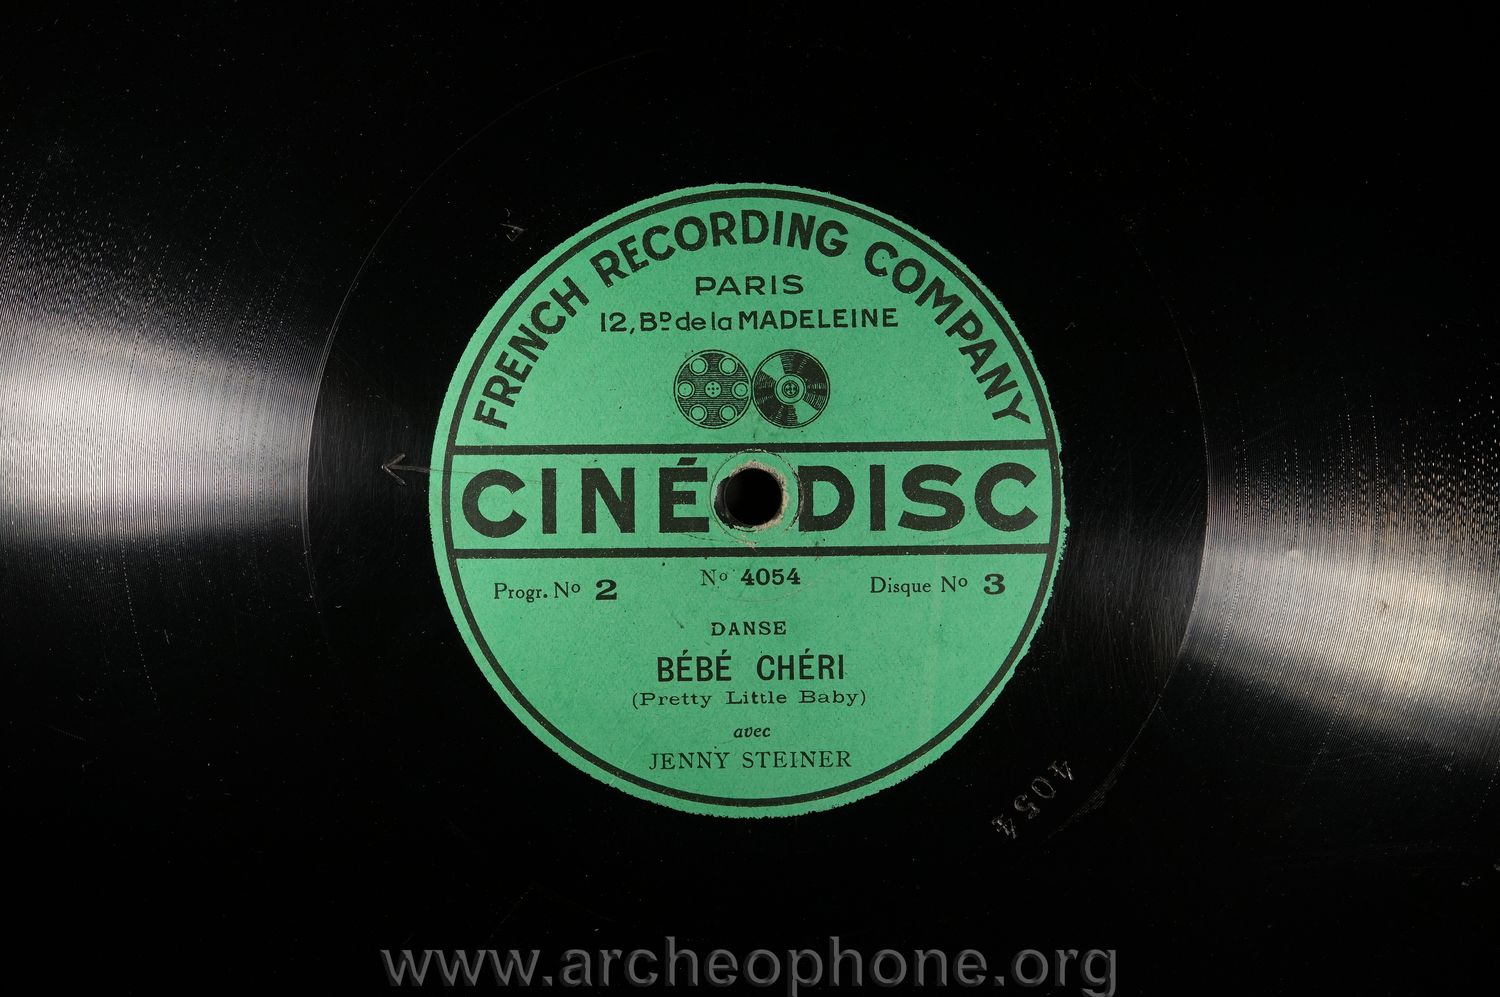 FRENCH RECORDING COMPANY
PARIS
12, Bᴰ de la MADELEINE
CINÉ DISC
Progr. Nº 2 Nº 4054 Disque Nº 3
DANSE
BÉBÉ CHÉRI
(Pretty Little Baby)
avec
JENNY STEINER
4054
www.archeophone.org